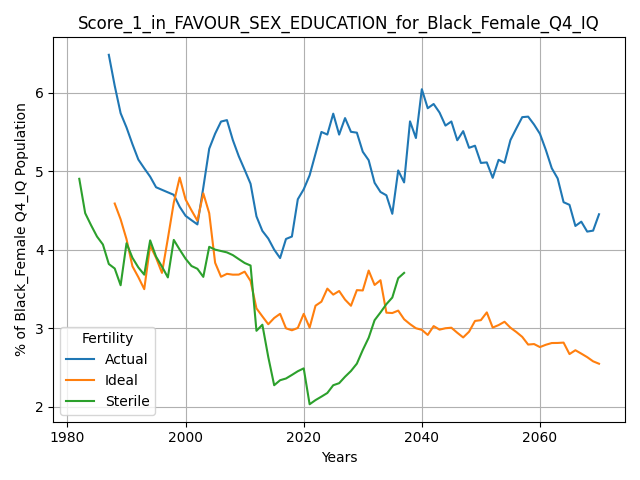 Score_1_in_FAVOUR_SEX_EDUCATION_for_Black_Female_Q4_IQ
% of Black_Female Q4_IQ Population
6
5
4
3
2
Fertility
Actual
Ideal
Sterile
1980 2000 2020 2040 2060
Years